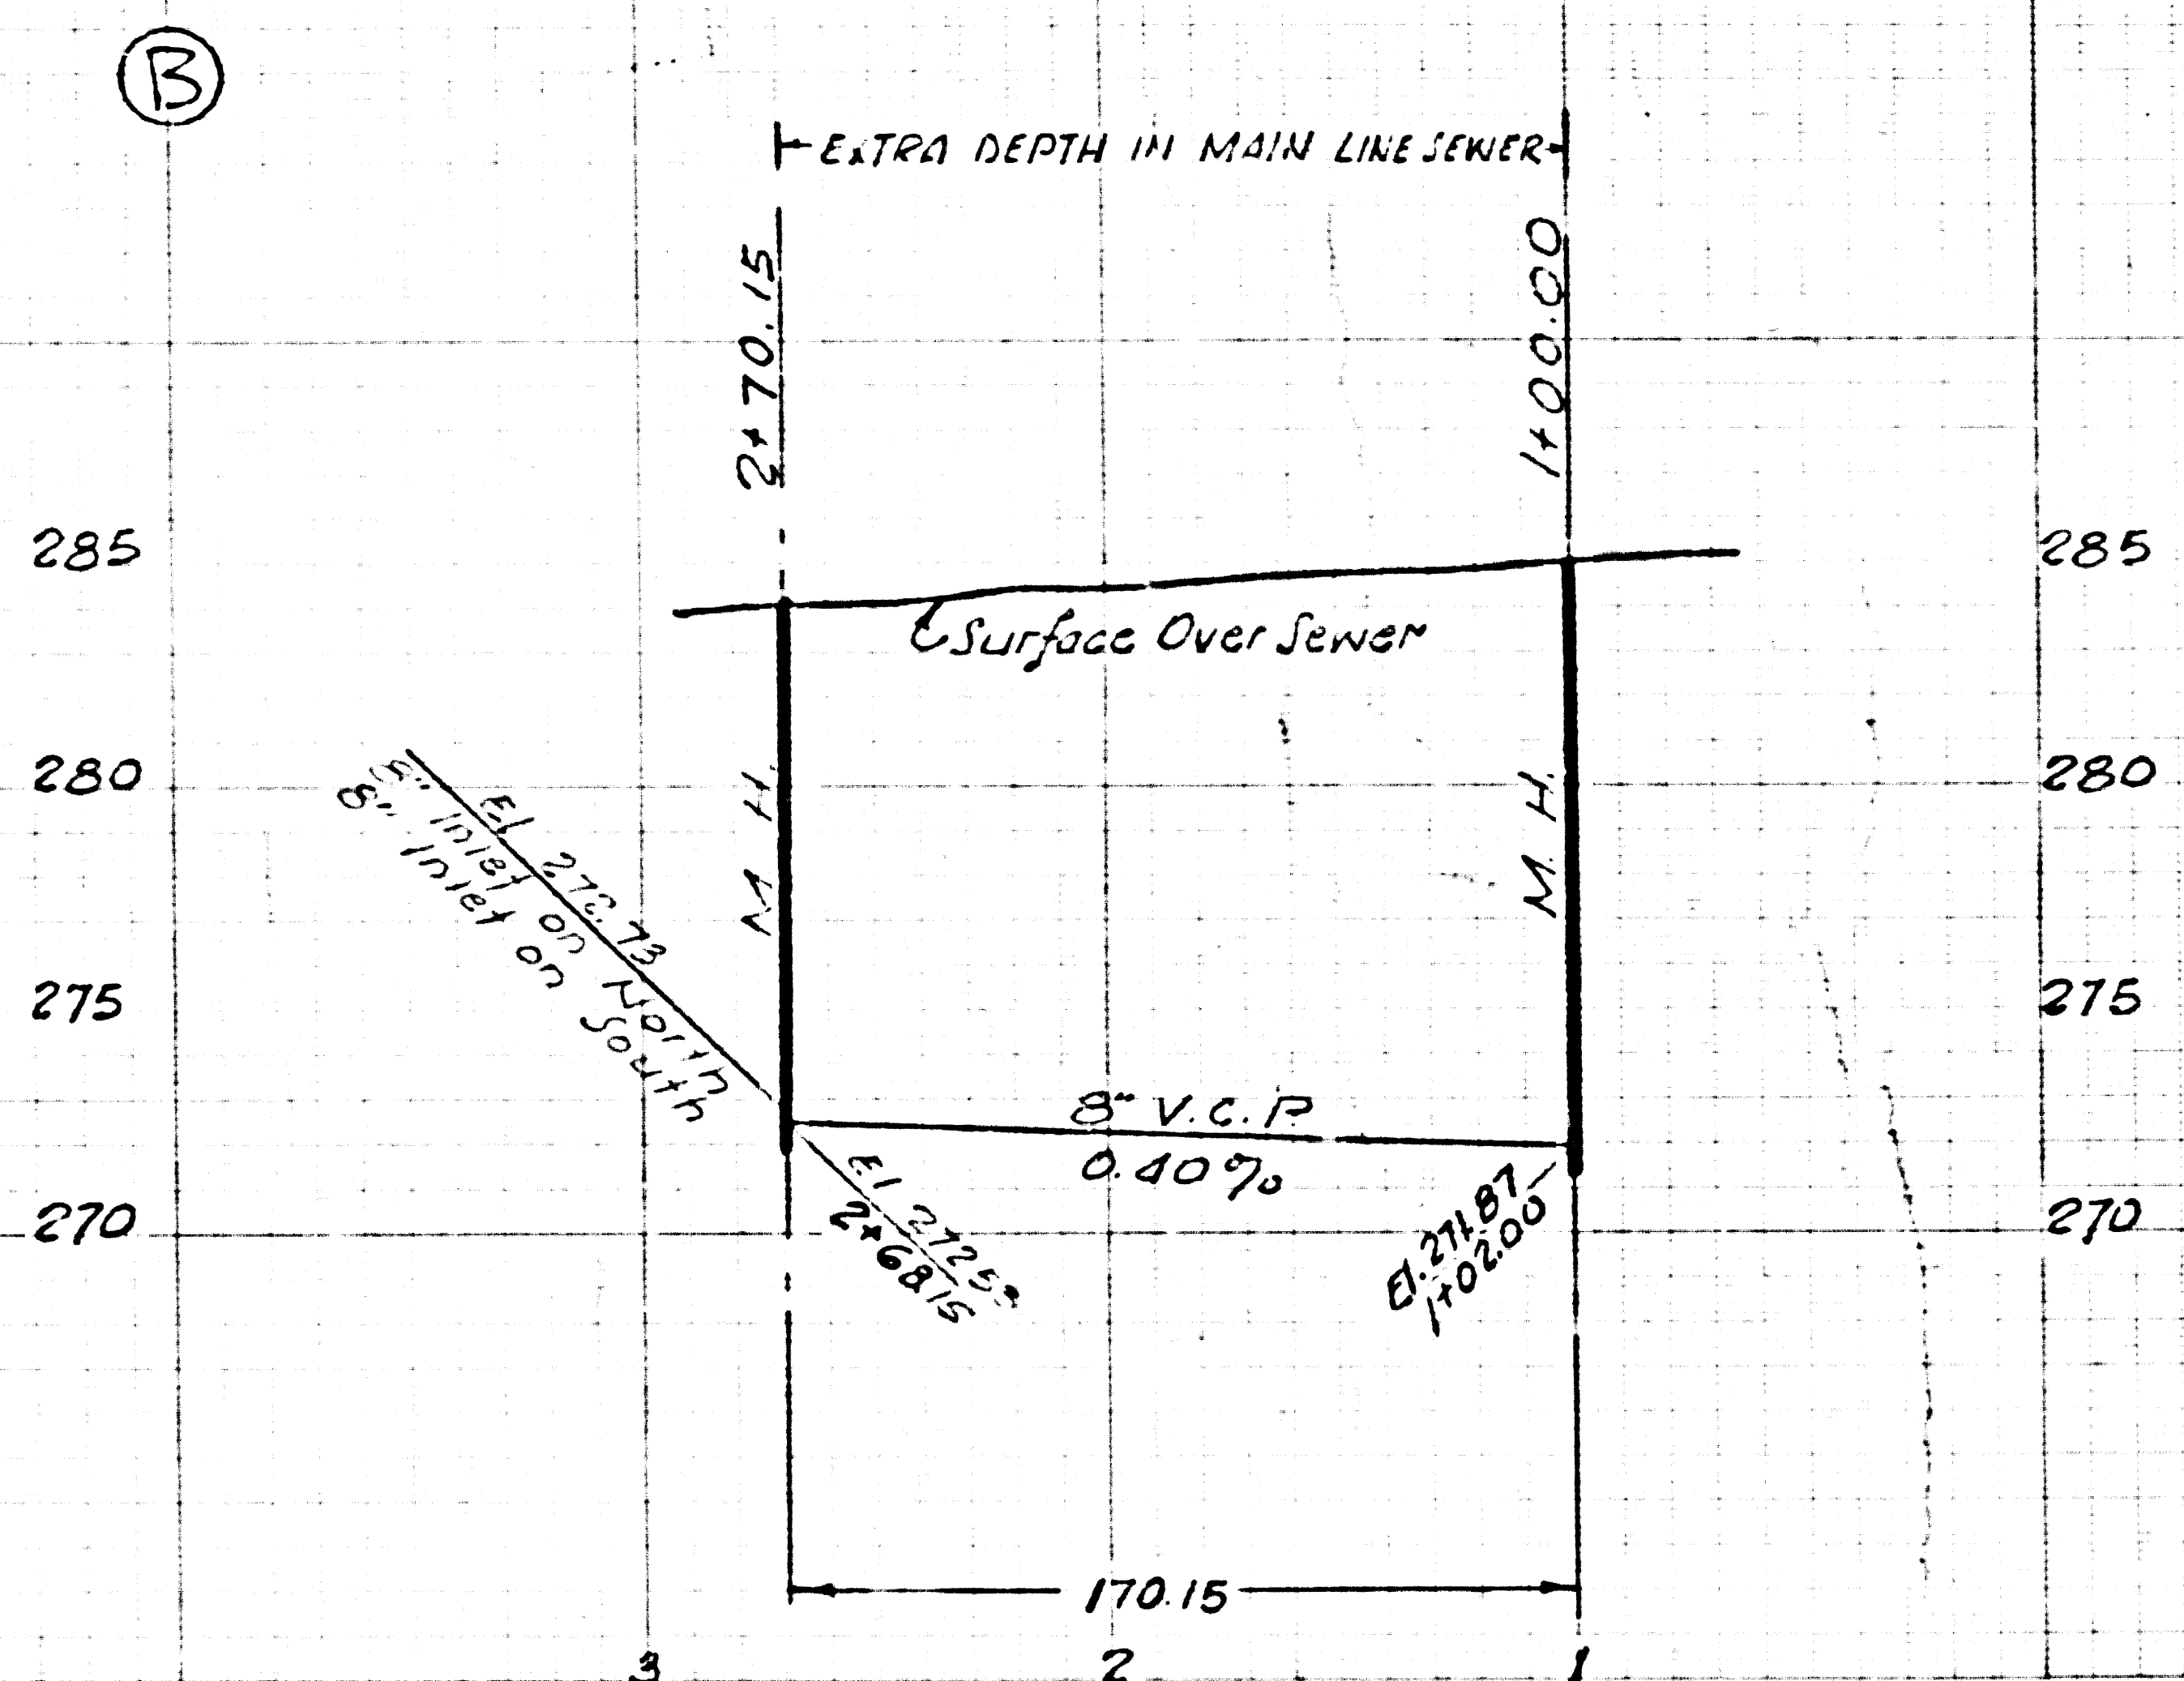 B
EXTRA DEPTH IN MAIN LINE SEWER
2+70.15
1+00.00
285
285
Surface Over Sewer
280
280
M. H.
M. H.
El 272.73
8" Inlet on North
8" Inlet on South
275
275
8" V.C.P.
0.40%
El 272.53
2+68.15
El. 271.87
1+02.00
270
270
170.15
3
2
1